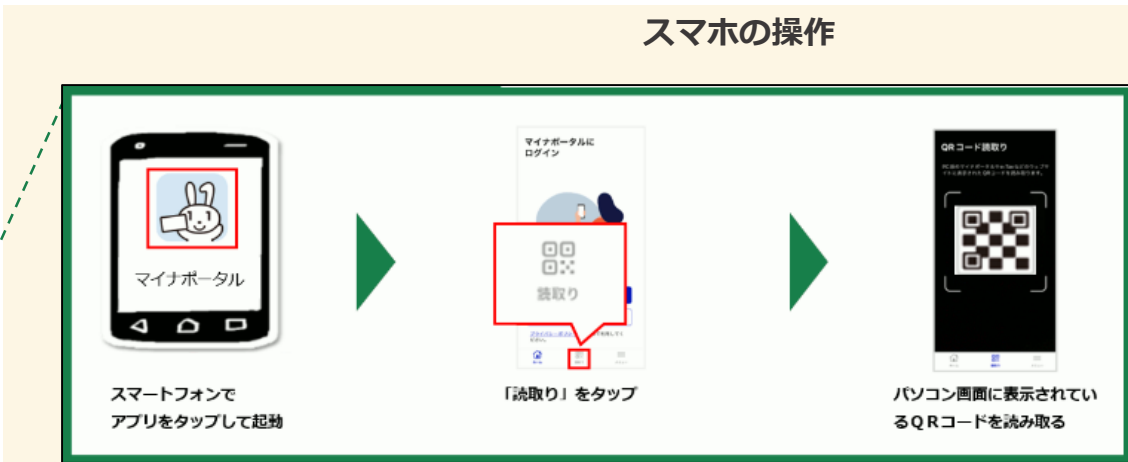 スマホの操作
マイナポータル
スマートフォンで
アプリをタップして起動
マイナポータルに
ログイン
読取り
「読取り」をタップ
QRコード読取り
パソコン画面に表示されてい
るQRコードを読み取る